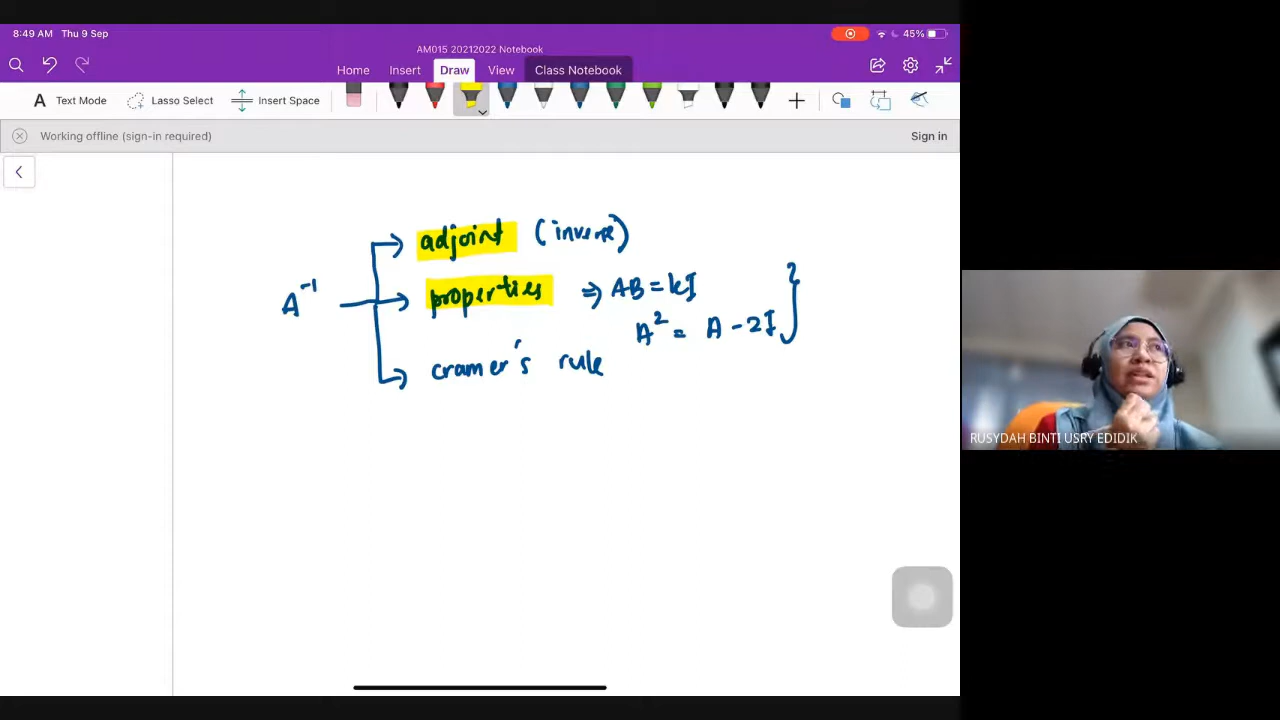 8:49 AM Thu 9 Sep
45%
AM015 20212022 Notebook
Home Insert Draw View Class Notebook
A Text Mode Lasso Select Insert Space
Working offline (sign-in required) Sign in
adjoint (inverse)
A⁻¹ properties ⇒ AB = kI
A² = A - 2I
cramer's rule
RUSYDAH BINTI USRY EDIDIK